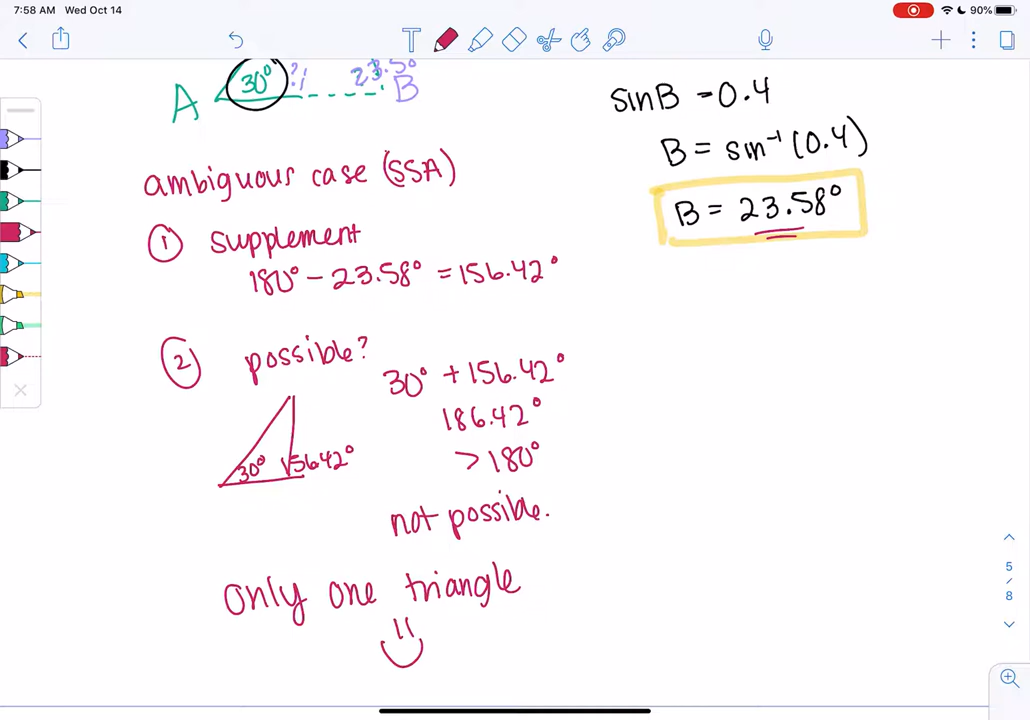 7:58 AM Wed Oct 14
90%
T
30°
?!
23.5°
A
B
sinB = 0.4
B = sin⁻¹ (0.4)
B = 23.58°
ambiguous case (SSA)
① supplement
180° - 23.58° = 156.42°
② possible?
30° + 156.42°
186.42°
> 180°
30° 156.42°
not possible.
only one triangle
5
/
8